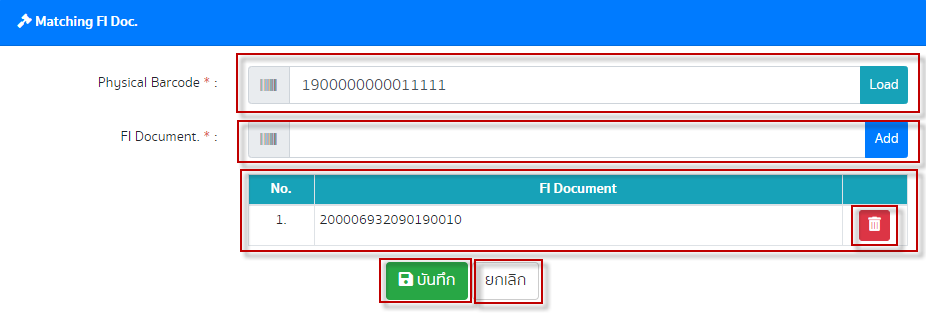 Matching FI Doc.
Physical Barcode * : 1900000000011111 Load
FI Document. * : Add
No. FI Document
1. 200006932090190010
บันทึก ยกเลิก